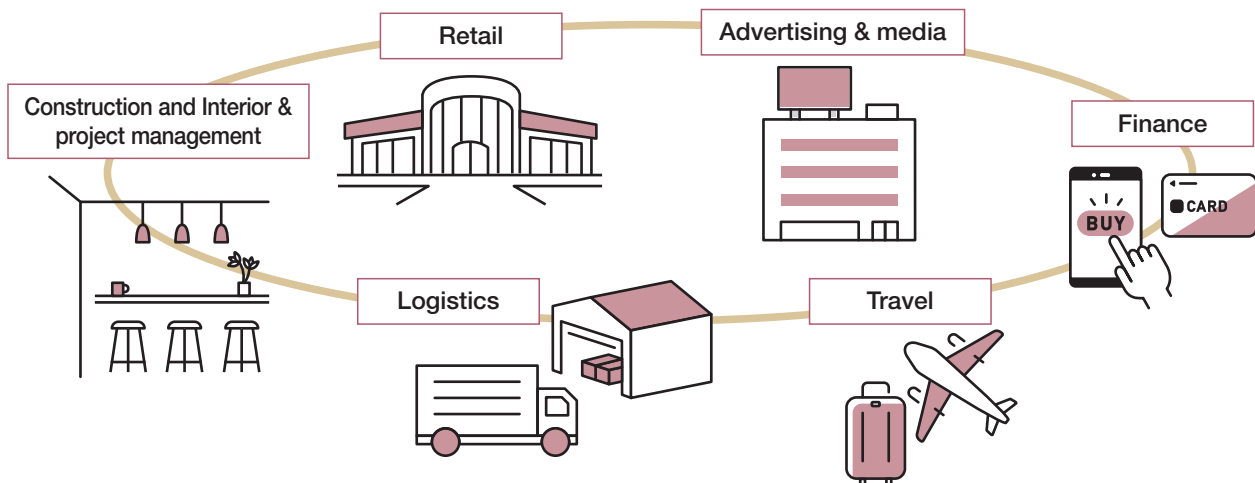 Retail
Advertising & media
Construction and Interior &
project management
Finance
CARD
BUY
Logistics
Travel